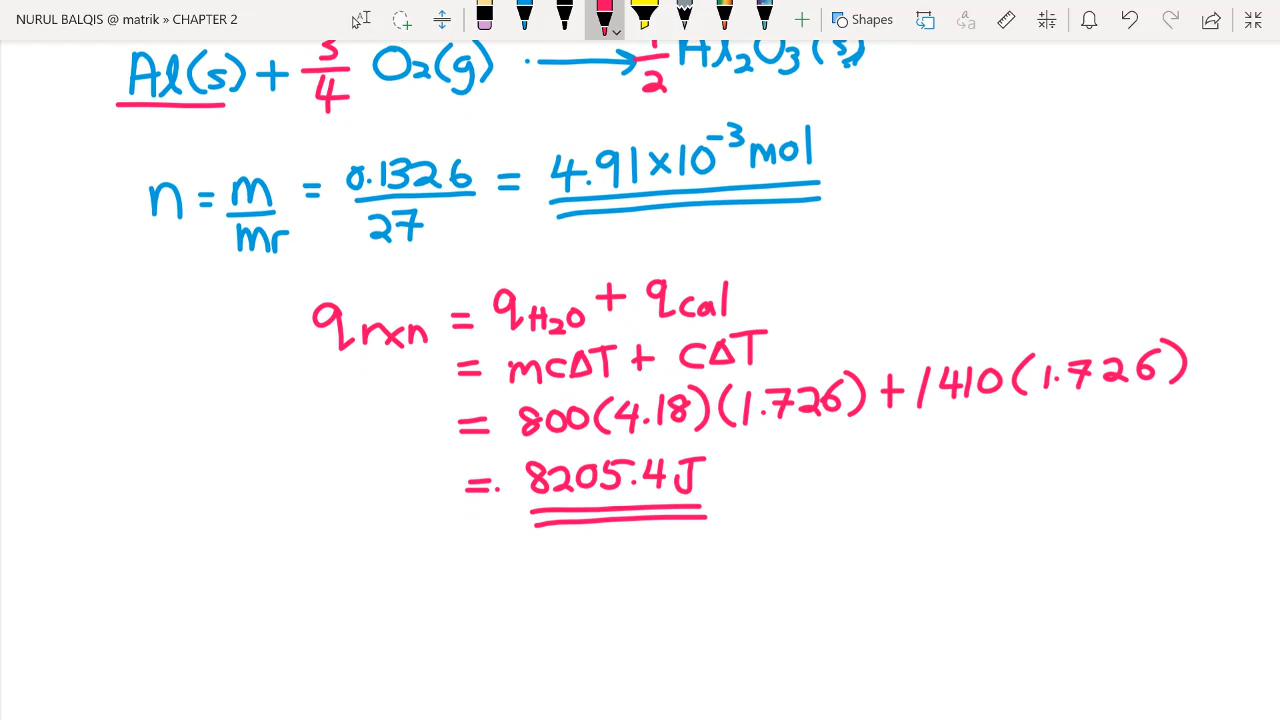 NURUL BALQIS @ matrik » CHAPTER 2
Shapes
Al(s) + 3/4 O₂(g) → 1/2 Al₂O₃(s)
n = m/mr = 0.1326/27 = 4.91×10⁻³ mol
qrxn = qH₂O + qcal
= mcΔT + CΔT
= 800(4.18)(1.726) + 1410(1.726)
=. 8205.4 J